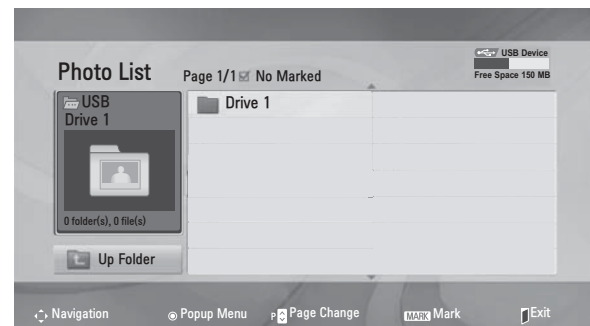 USB Device
Photo List
Page 1/1 No Marked
Free Space 150 MB
USB
Drive 1
Drive 1
0 folder(s), 0 file(s)
Up Folder
Navigation
Popup Menu
P Page Change
MARK Mark
Exit